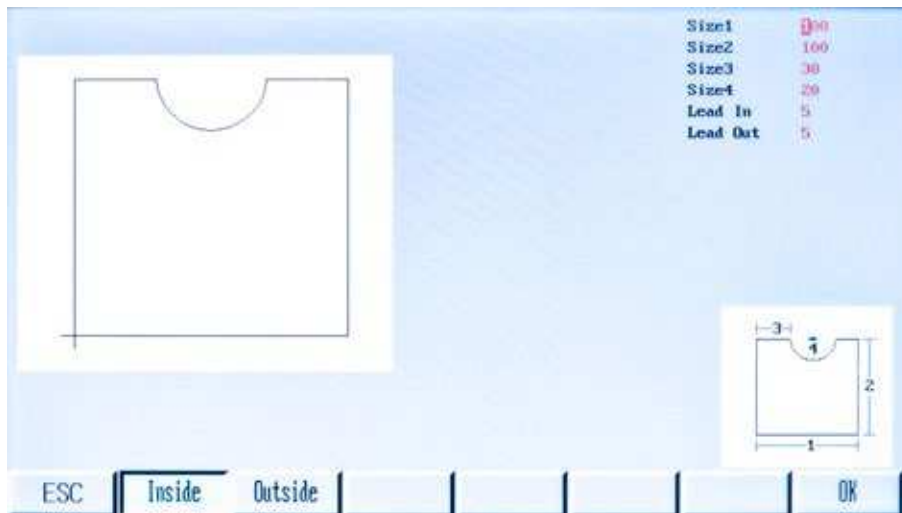 Size1 100
Size2 100
Size3 30
Size4 20
Lead In 5
Lead Out 5
3
4
2
1
ESC Inside Outside OK